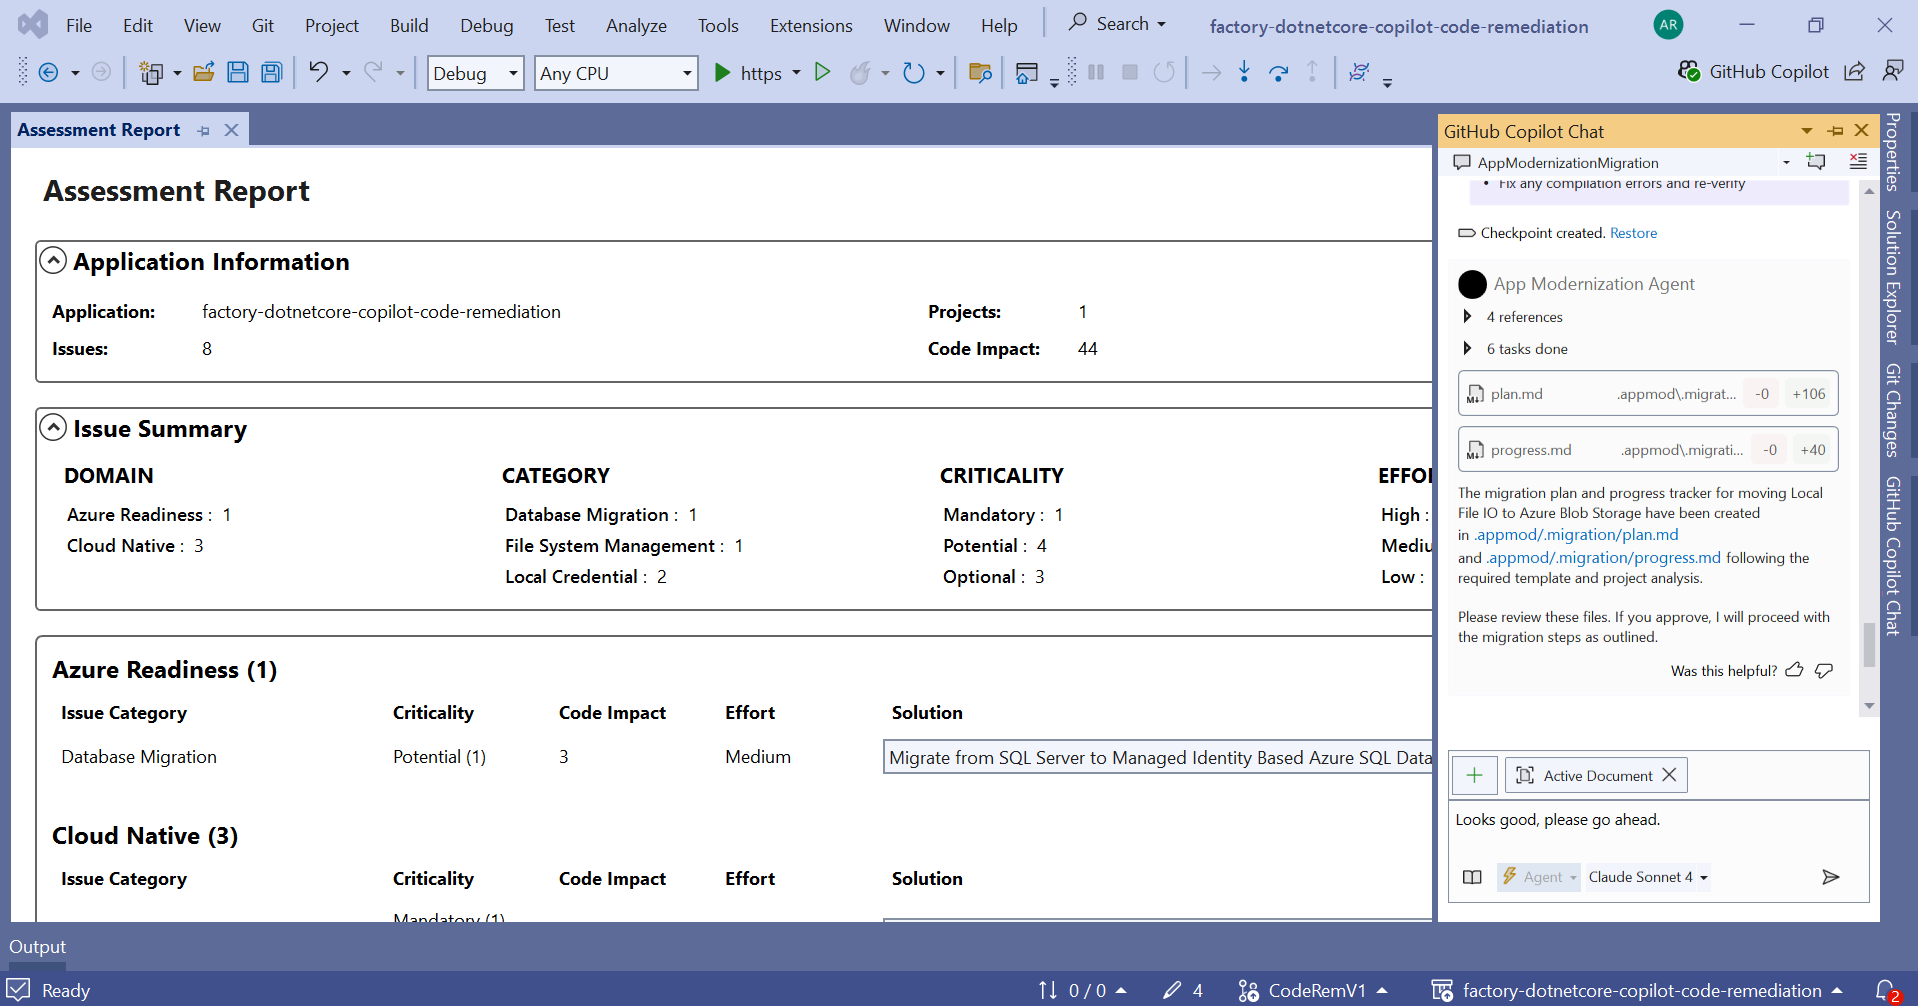 File Edit View Git Project Build Debug Test Analyze Tools Extensions Window Help Search factory-dotnetcore-copilot-code-remediation AR
Debug Any CPU https GitHub Copilot
Assessment Report
Assessment Report
Application Information
Application: factory-dotnetcore-copilot-code-remediation Projects: 1
Issues: 8 Code Impact: 44
Issue Summary
DOMAIN CATEGORY CRITICALITY EFFO
Azure Readiness : 1 Database Migration : 1 Mandatory : 1 High :
Cloud Native : 3 File System Management : 1 Potential : 4 Mediu
Local Credential : 2 Optional : 3 Low :
Azure Readiness (1)
Issue Category Criticality Code Impact Effort Solution
Database Migration Potential (1) 3 Medium Migrate from SQL Server to Managed Identity Based Azure SQL Data
Cloud Native (3)
Issue Category Criticality Code Impact Effort Solution
Mandatory (1)
GitHub Copilot Chat
AppModernizationMigration
• Fix any compilation errors and re-verify
Checkpoint created. Restore
App Modernization Agent
4 references
6 tasks done
plan.md .appmod\.migrat... -0 +106
progress.md .appmod\.migrati... -0 +40
The migration plan and progress tracker for moving Local
File IO to Azure Blob Storage have been created
in .appmod/.migration/plan.md
and .appmod/.migration/progress.md following the
required template and project analysis.
Please review these files. If you approve, I will proceed with
the migration steps as outlined.
Was this helpful?
Active Document
Looks good, please go ahead.
Agent Claude Sonnet 4
Properties
Solution Explorer
Git Changes
GitHub Copilot Chat
Output
Ready 0 / 0 4 CodeRemV1 factory-dotnetcore-copilot-code-remediation 2